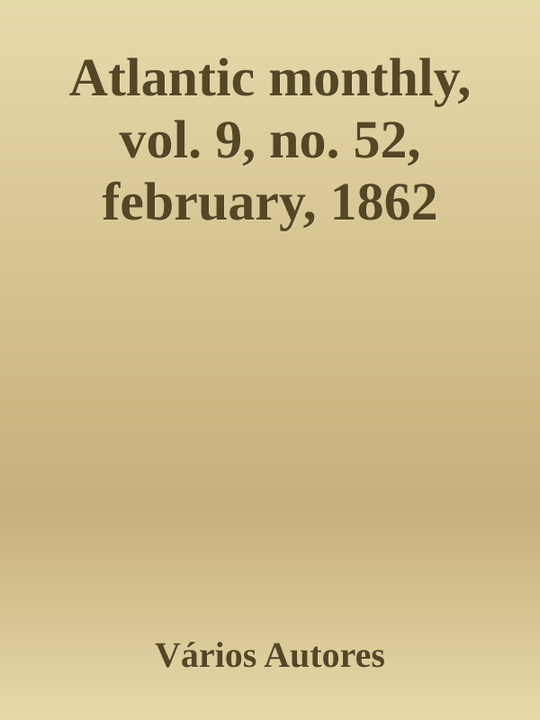 Atlantic monthly,
vol. 9, no. 52,
february, 1862
Vários Autores